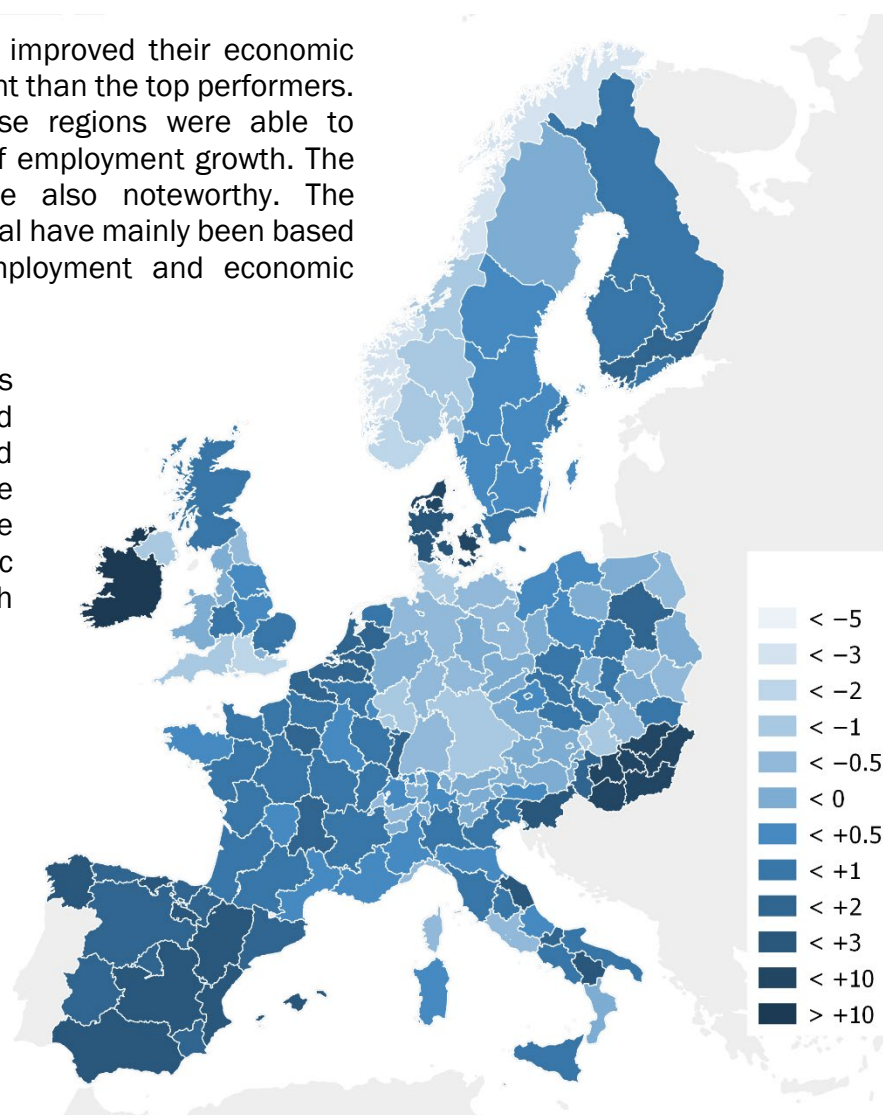 improved their economic
nt than the top performers.
se regions were able to
f employment growth. The
e also noteworthy. The
al have mainly been based
nployment and economic
s
d
d
e
e
c
h
< −5
< −3
< −2
< −1
< −0.5
< 0
< +0.5
< +1
< +2
< +3
< +10
> +10